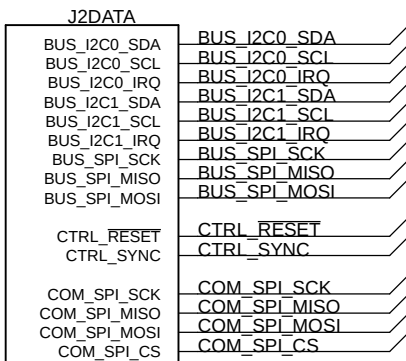 J2DATA
BUS_I2C0_SDA BUS_I2C0_SDA
BUS_I2C0_SCL BUS_I2C0_SCL
BUS_I2C0_IRQ BUS_I2C0_IRQ
BUS_I2C1_SDA BUS_I2C1_SDA
BUS_I2C1_SCL BUS_I2C1_SCL
BUS_I2C1_IRQ BUS_I2C1_IRQ
BUS_SPI_SCK BUS_SPI_SCK
BUS_SPI_MISO BUS_SPI_MISO
BUS_SPI_MOSI BUS_SPI_MOSI
CTRL_RESET CTRL_RESET
CTRL_SYNC CTRL_SYNC
COM_SPI_SCK COM_SPI_SCK
COM_SPI_MISO COM_SPI_MISO
COM_SPI_MOSI COM_SPI_MOSI
COM_SPI_CS COM_SPI_CS